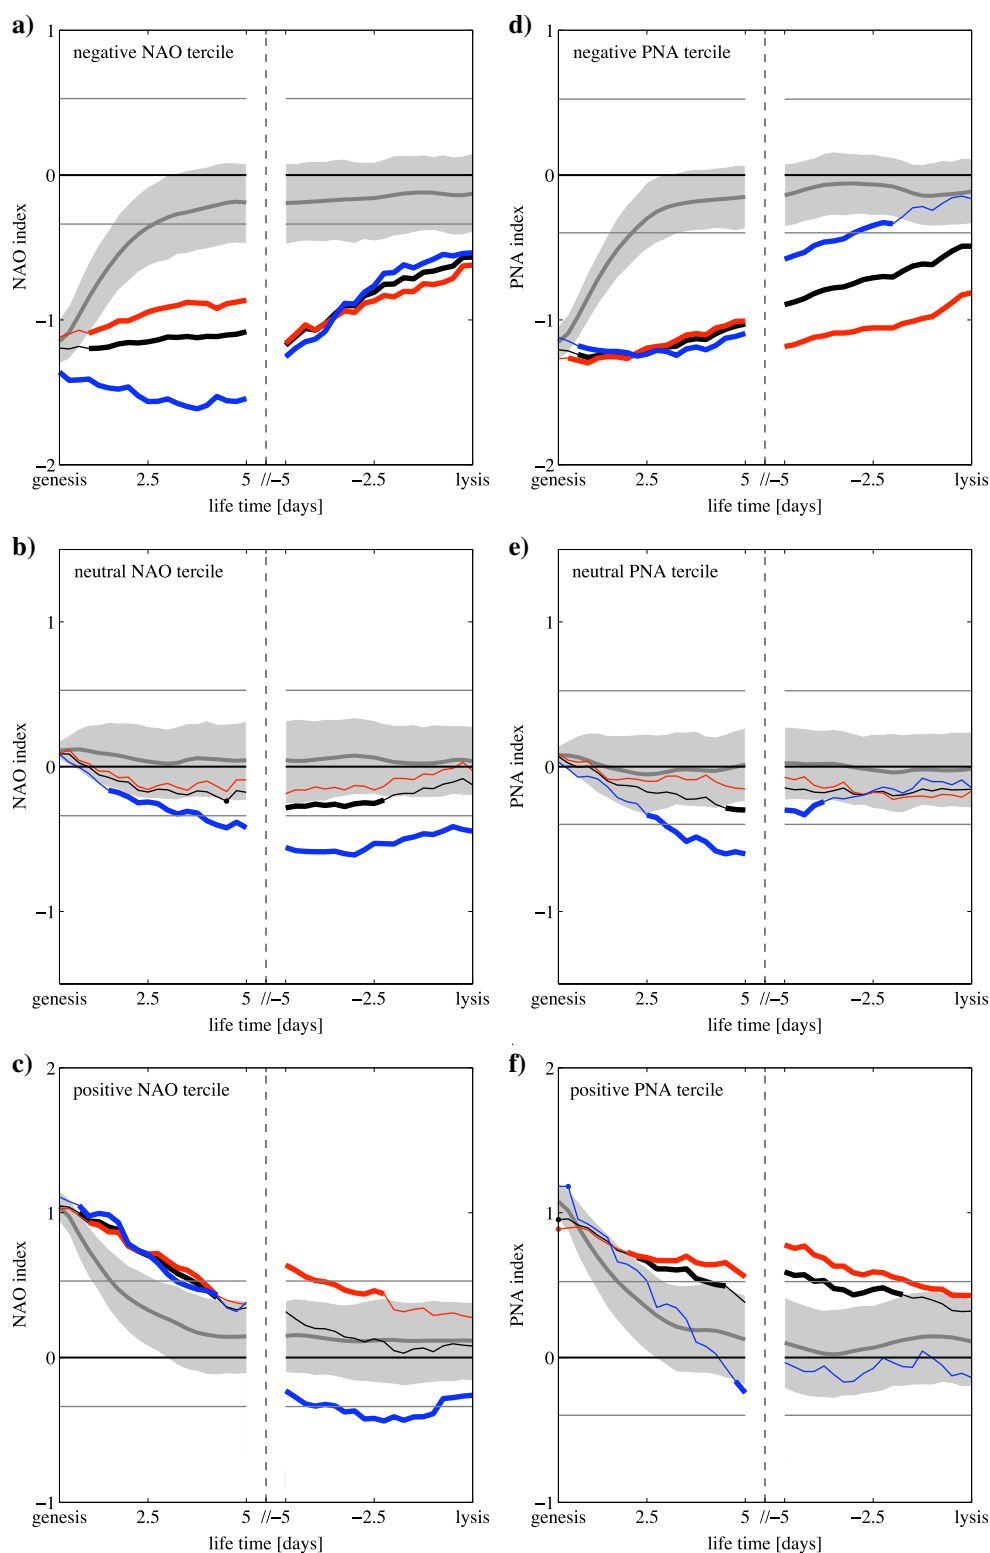 a)
negative NAO tercile
1
0
−1
−2
NAO index
genesis 2.5 5 //−5 −2.5 lysis
life time [days]
d)
negative PNA tercile
1
0
−1
−2
PNA index
genesis 2.5 5 //−5 −2.5 lysis
life time [days]
b)
neutral NAO tercile
1
0
−1
NAO index
genesis 2.5 5 //−5 −2.5 lysis
life time [days]
e)
neutral PNA tercile
1
0
−1
PNA index
genesis 2.5 5 //−5 −2.5 lysis
life time [days]
c)
positive NAO tercile
2
1
0
−1
NAO index
genesis 2.5 5 //−5 −2.5 lysis
life time [days]
f)
positive PNA tercile
2
1
0
−1
PNA index
genesis 2.5 5 //−5 −2.5 lysis
life time [days]